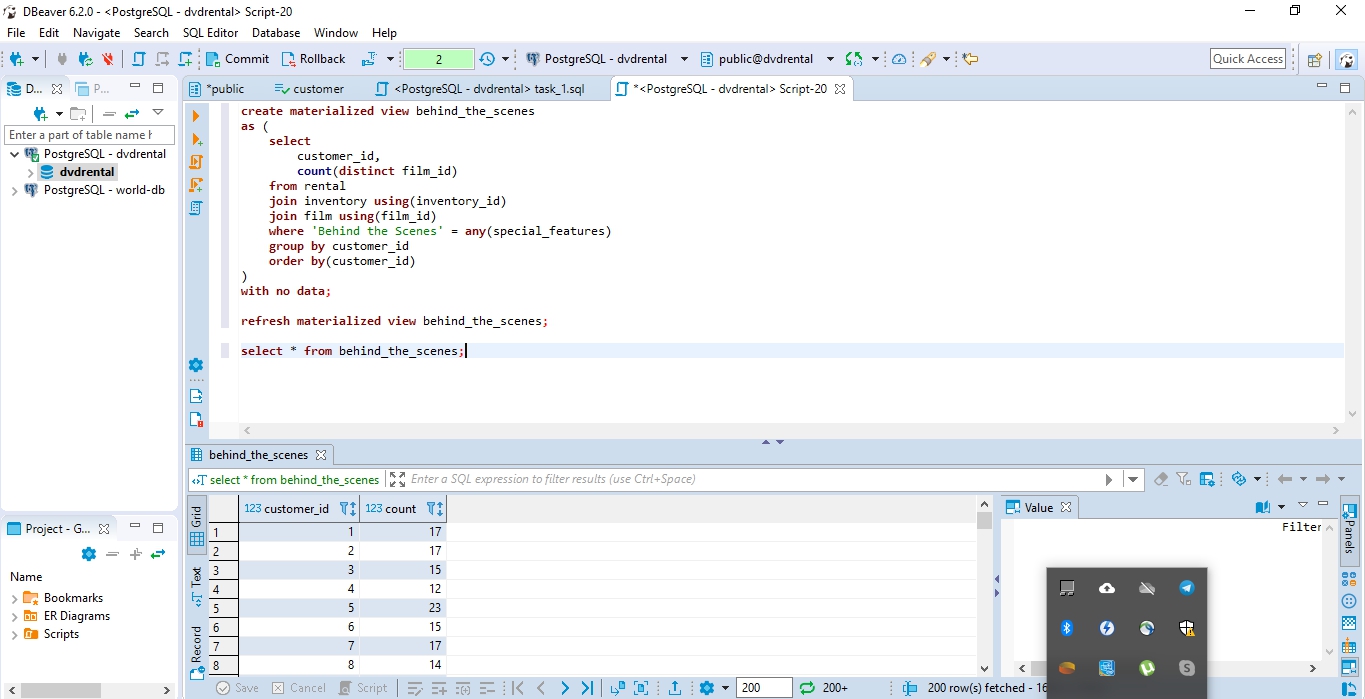 DBeaver 6.2.0 - <PostgreSQL - dvdrental> Script-20
File Edit Navigate Search SQL Editor Database Window Help
Commit Rollback 2 PostgreSQL - dvdrental public@dvdrental Quick Access
D... P... *public customer <PostgreSQL - dvdrental> task_1.sql *<PostgreSQL - dvdrental> Script-20
Enter a part of table name h
PostgreSQL - dvdrental
dvdrental
PostgreSQL - world-db
create materialized view behind_the_scenes
as (
select
customer_id,
count(distinct film_id)
from rental
join inventory using(inventory_id)
join film using(film_id)
where 'Behind the Scenes' = any(special_features)
group by customer_id
order by(customer_id)
)
with no data;
refresh materialized view behind_the_scenes;
select * from behind_the_scenes;
behind_the_scenes
select * from behind_the_scenes Enter a SQL expression to filter results (use Ctrl+Space)
Project - G...
Name
Bookmarks
ER Diagrams
Scripts
Grid
Text
Record
123 customer_id 123 count
1 1 17
2 2 17
3 3 15
4 4 12
5 5 23
6 6 15
7 7 17
8 8 14
Value
Filter
Panels
Save Cancel Script 200 200+ 200 row(s) fetched - 16